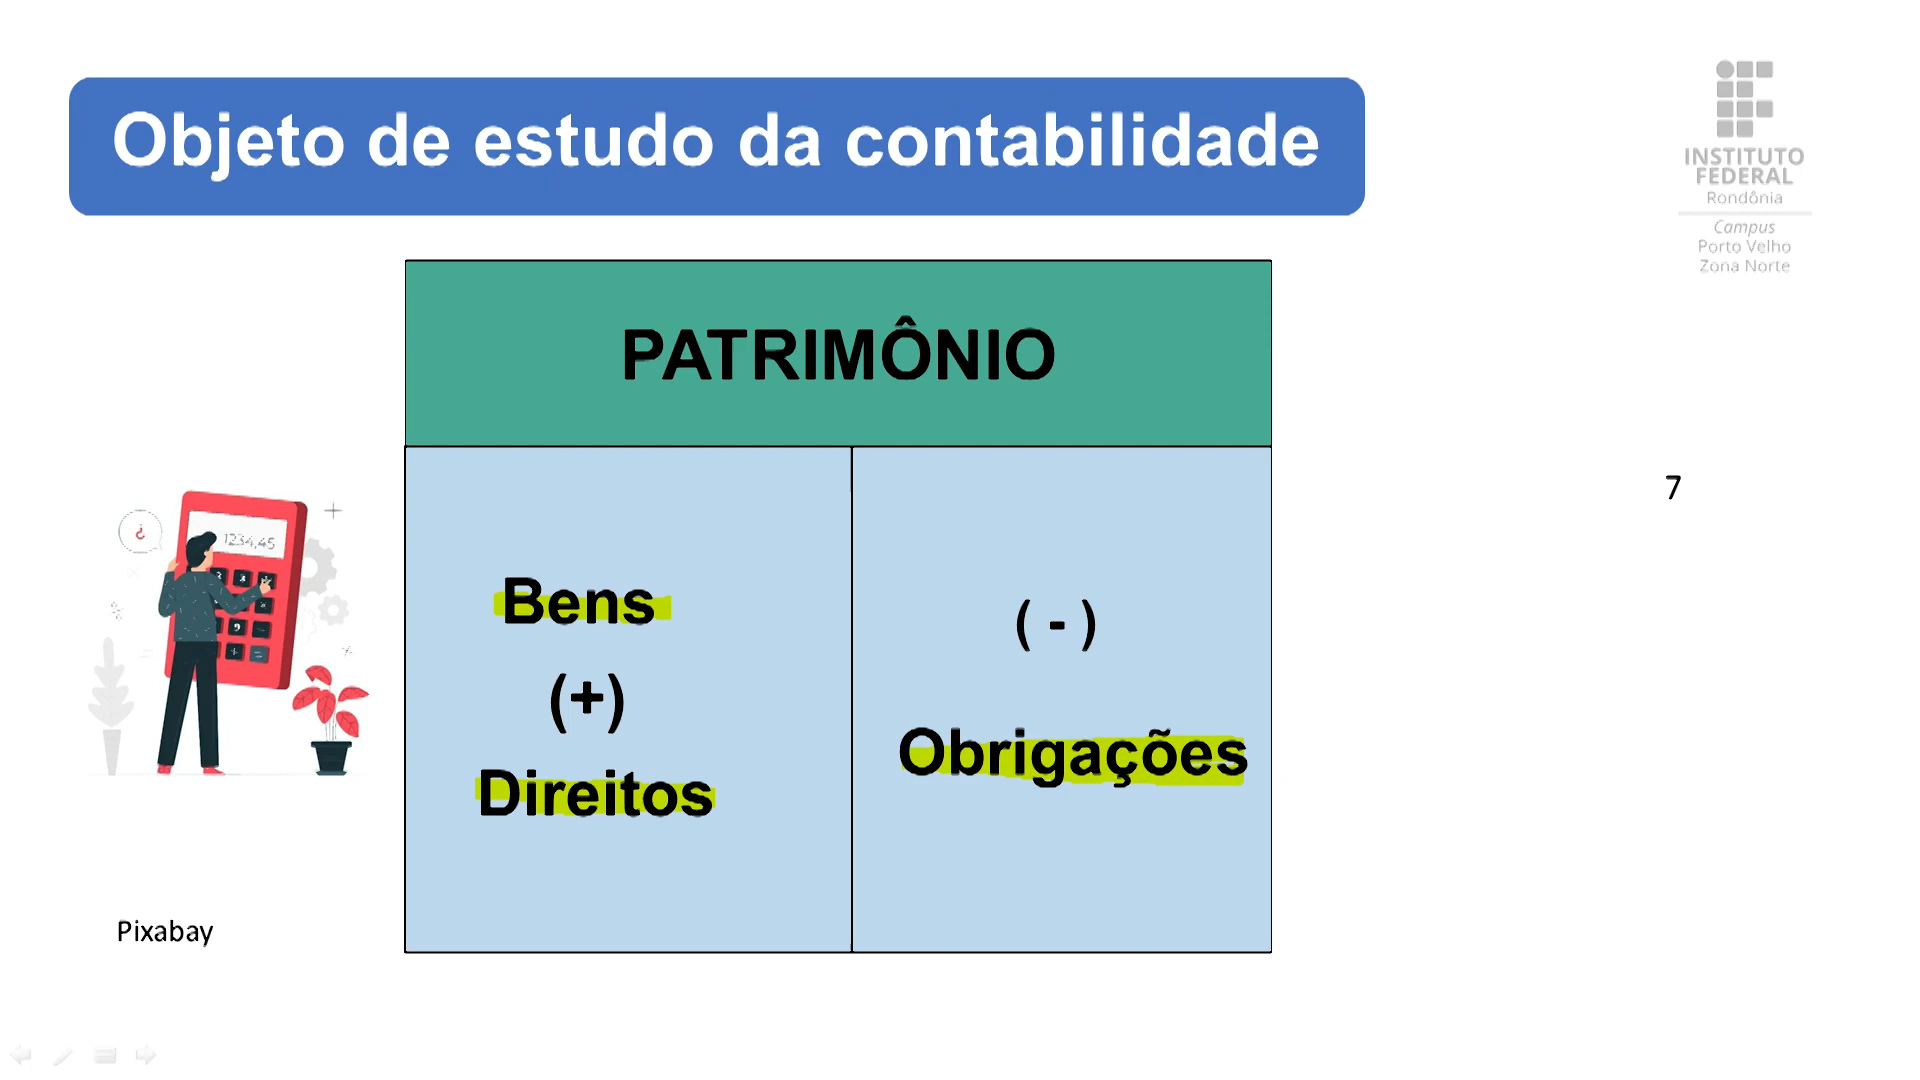 Objeto de estudo da contabilidade
INSTITUTO
FEDERAL
Rondônia
Campus
Porto Velho
Zona Norte
PATRIMÔNIO
7
¿
1234,45
Bens
(+)
Direitos
( - )
Obrigações
Pixabay